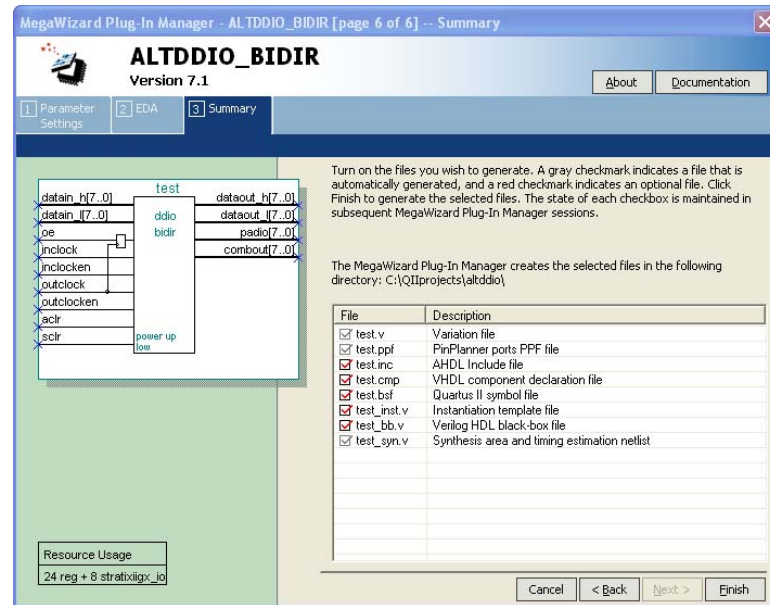 MegaWizard Plug-In Manager - ALTDDIO_BIDIR [page 6 of 6] -- Summary
ALTDDIO_BIDIR
Version 7.1
About
Documentation
1 Parameter Settings
2 EDA
3 Summary
test
datain_h[7..0]
dataout_h[7..0]
datain_l[7..0]
ddio
dataout_l[7..0]
oe
bidir
padio[7..0]
inclock
combout[7..0]
inclocken
outclock
outclocken
aclr
sclr
power up
low
Turn on the files you wish to generate. A gray checkmark indicates a file that is
automatically generated, and a red checkmark indicates an optional file. Click
Finish to generate the selected files. The state of each checkbox is maintained in
subsequent MegaWizard Plug-In Manager sessions.
The MegaWizard Plug-In Manager creates the selected files in the following
directory: C:\QIIprojects\altddio\
File Description
test.v Variation file
test.ppf PinPlanner ports PPF file
test.inc AHDL Include file
test.cmp VHDL component declaration file
test.bsf Quartus II symbol file
test_inst.v Instantiation template file
test_bb.v Verilog HDL black-box file
test_syn.v Synthesis area and timing estimation netlist
Resource Usage
24 reg + 8 stratixiigx_io
Cancel
< Back
Next >
Finish